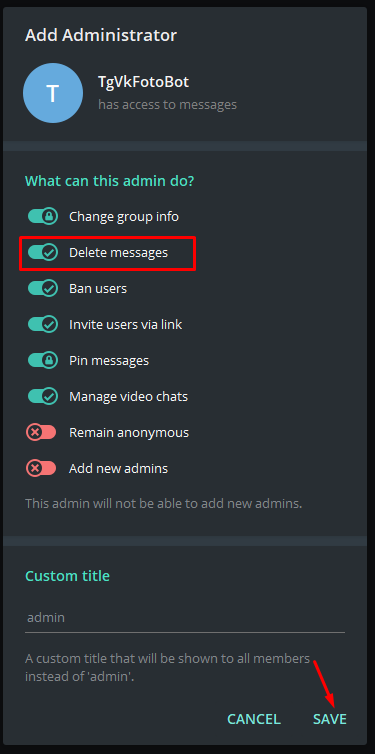 Add Administrator
T
TgVkFotoBot
has access to messages
What can this admin do?
Change group info
Delete messages
Ban users
Invite users via link
Pin messages
Manage video chats
Remain anonymous
Add new admins
This admin will not be able to add new admins.
Custom title
admin
A custom title that will be shown to all members
instead of 'admin'.
CANCEL SAVE